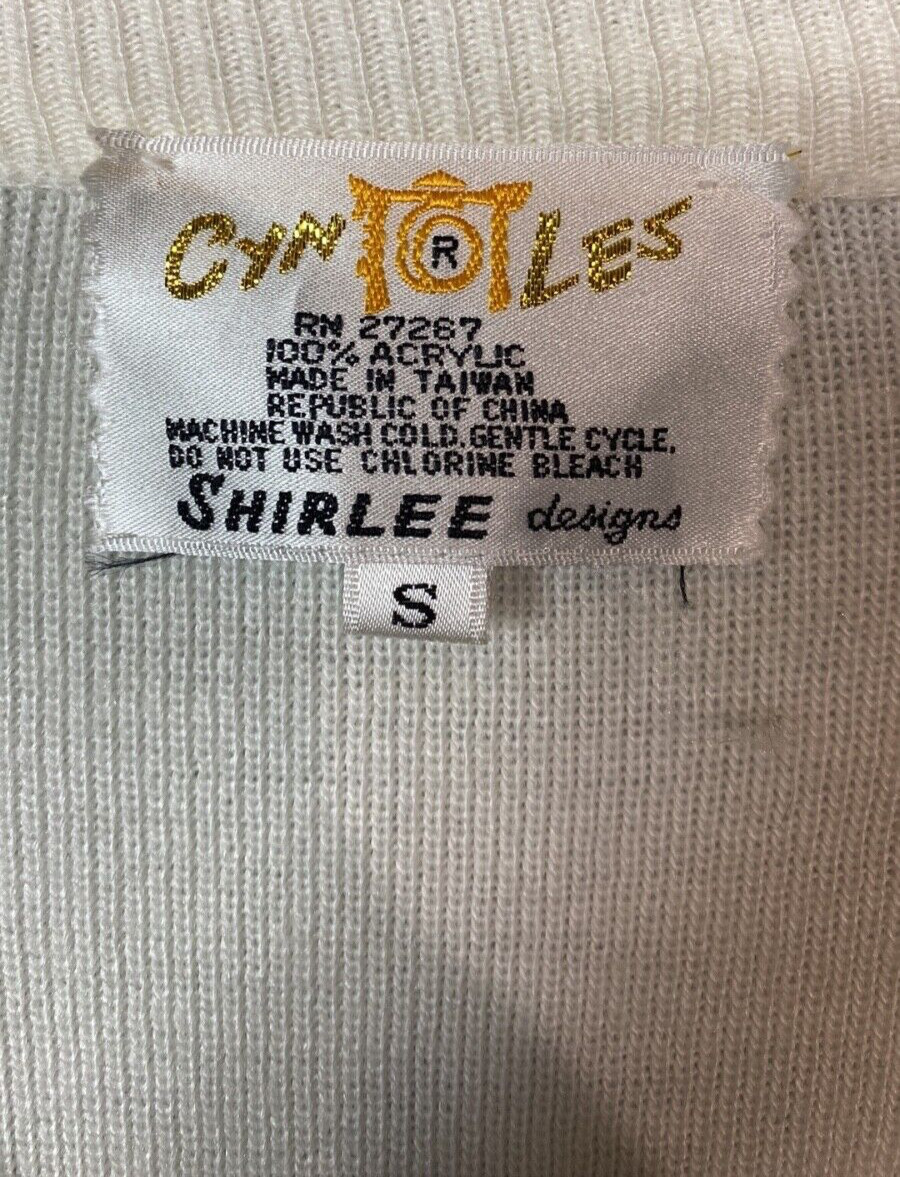 CYN R LES
RN 27267
100% ACRYLIC
MADE IN TAIWAN
REPUBLIC OF CHINA
MACHINE WASH COLD. GENTLE CYCLE.
DO NOT USE CHLORINE BLEACH
SHIRLEE designs
S